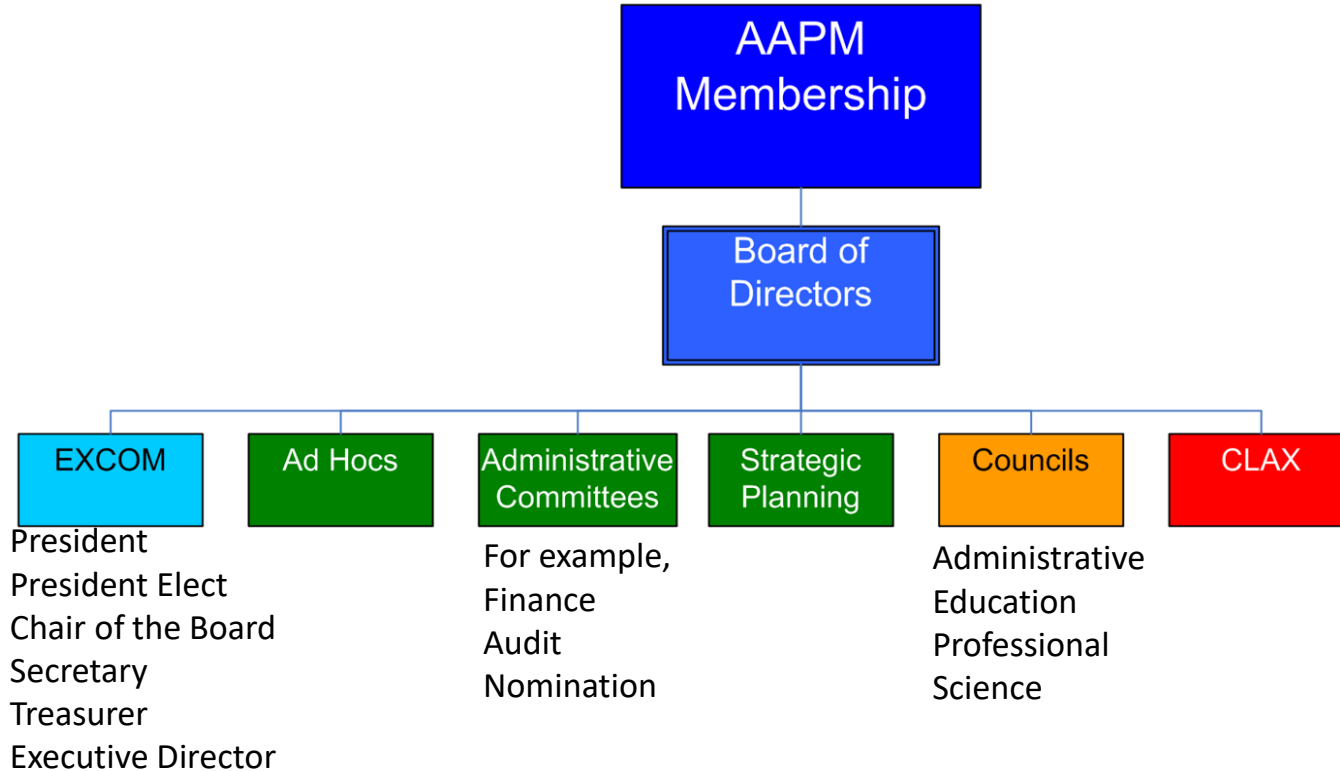 AAPM
Membership
Board of
Directors
EXCOM
Ad Hocs
Administrative
Committees
Strategic
Planning
Councils
CLAX
President
President Elect
Chair of the Board
Secretary
Treasurer
Executive Director
For example,
Finance
Audit
Nomination
Administrative
Education
Professional
Science